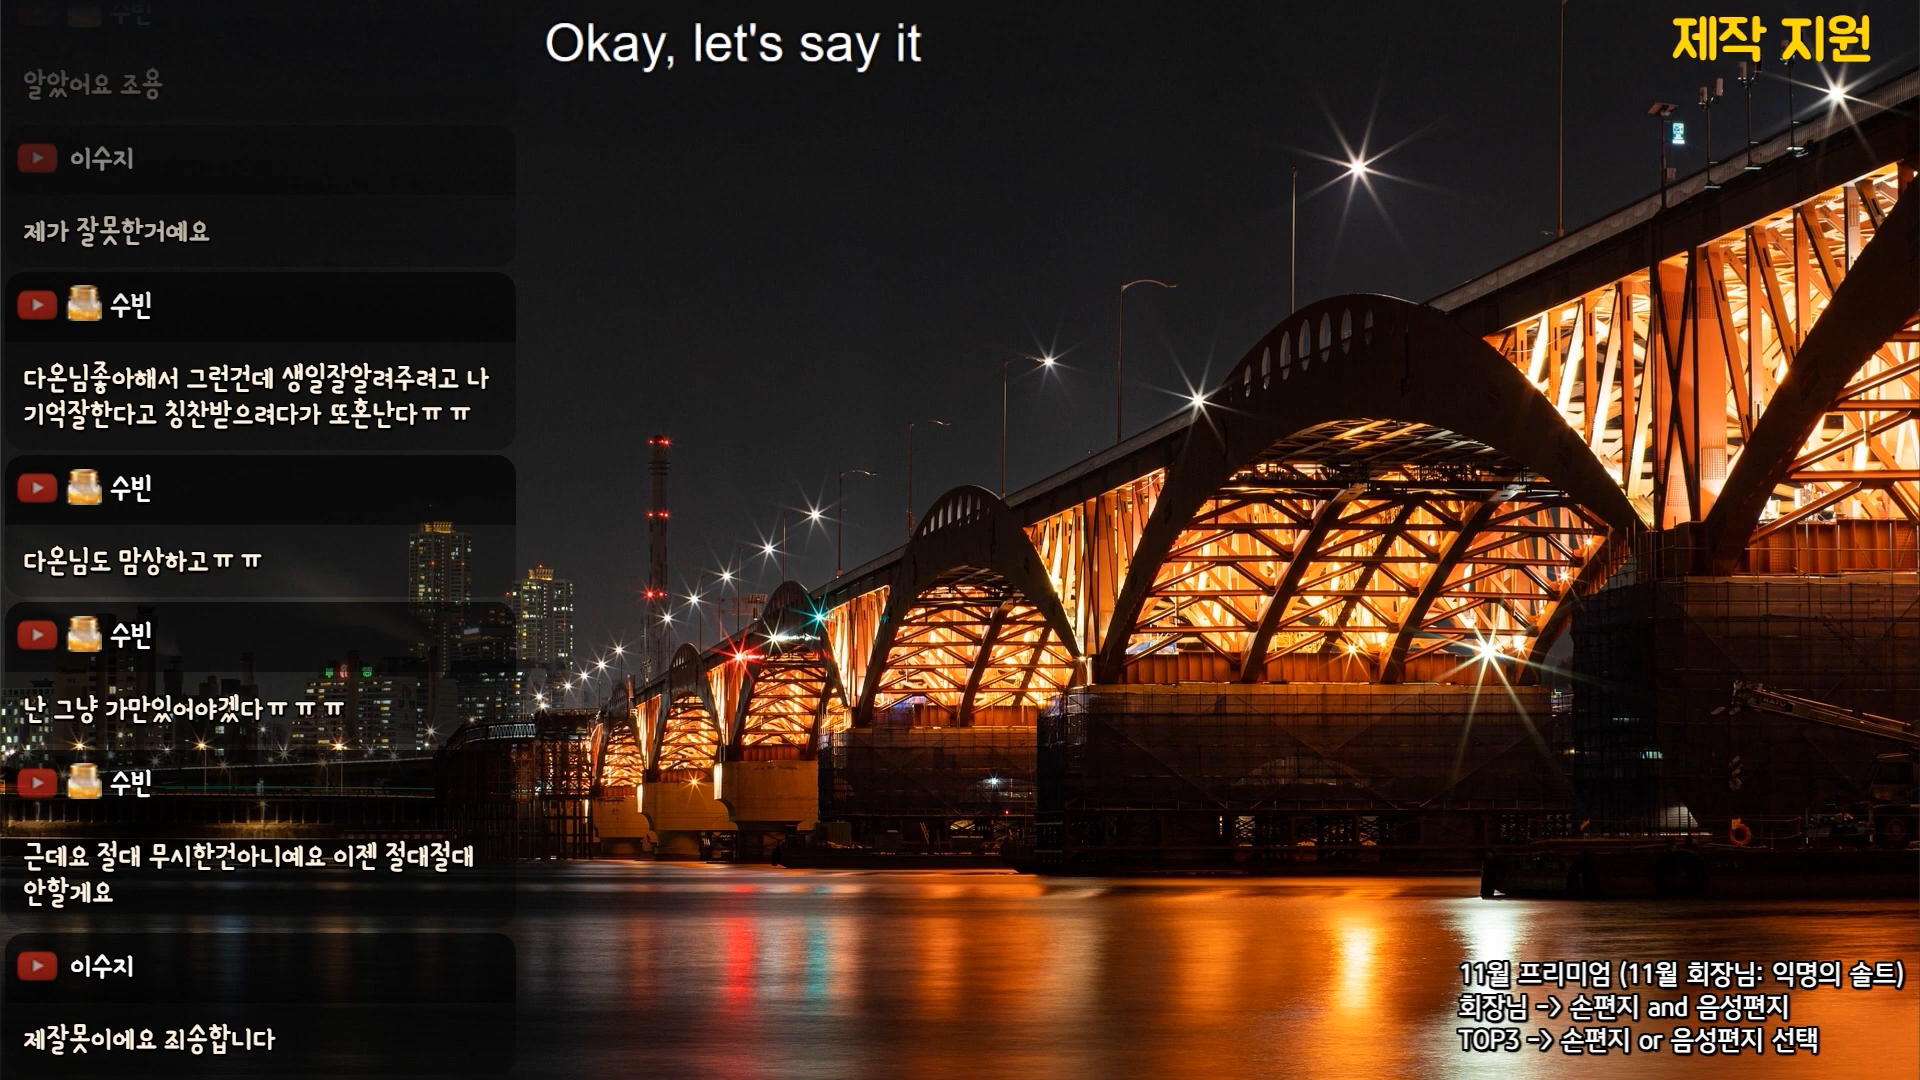 수빈
알았어요 조용
이수지
제가 잘못한거예요
수빈
다온님좋아해서 그런건데 생일잘알려주려고 나
기억잘한다고 칭찬받으려다가 또혼난다ㅠㅠ
수빈
다온님도 맘상하고ㅠㅠ
수빈
난 그냥 가만있어야겠다ㅠㅠㅠ
수빈
근데요 절대 무시한건아니예요 이젠 절대절대
안할게요
이수지
제잘못이에요 죄송합니다
Okay, let's say it
제작 지원
11월 프리미엄 (11월 회장님: 익명의 솔트)
회장님 -> 손편지 and 음성편지
TOP3 -> 손편지 or 음성편지 선택